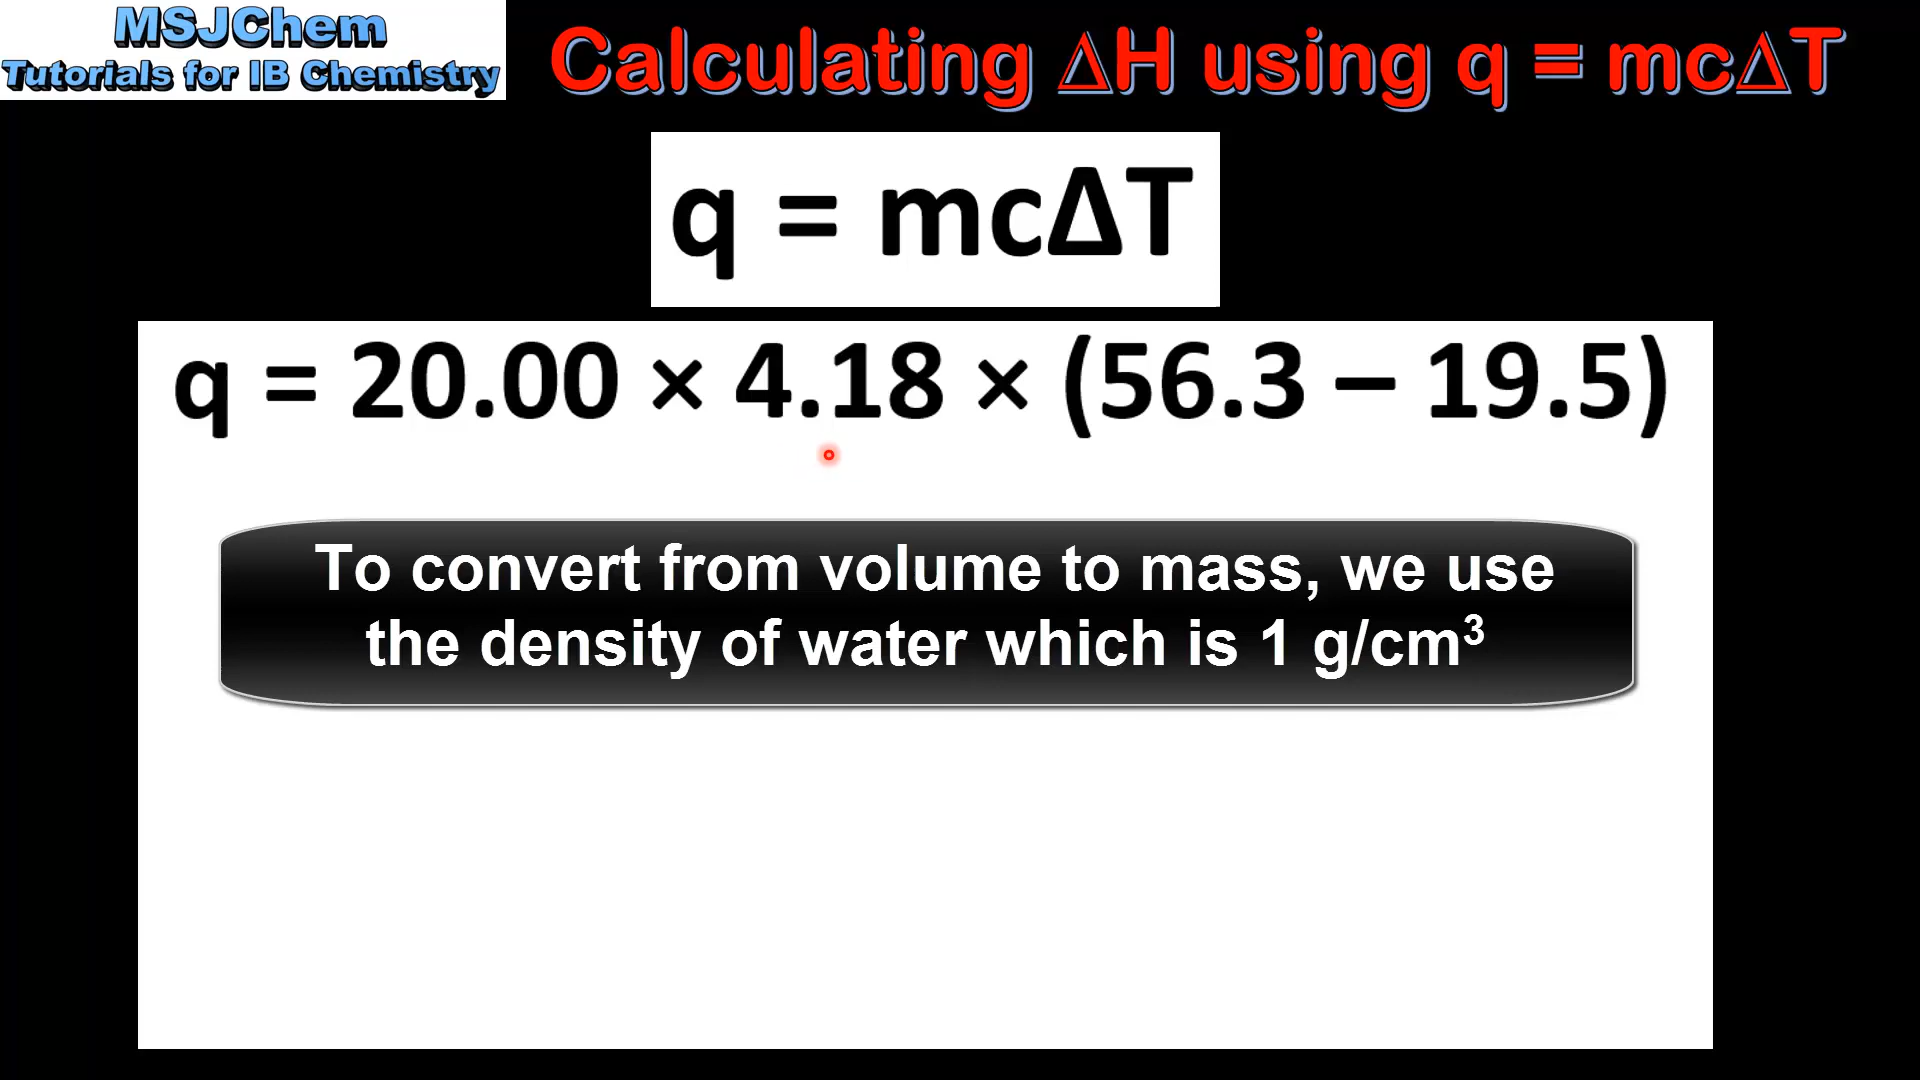 MSJChem
Tutorials for IB Chemistry
Calculating ΔH using q = mcΔT
q = mcΔT
q = 20.00 × 4.18 × (56.3 – 19.5)
To convert from volume to mass, we use
the density of water which is 1 g/cm³